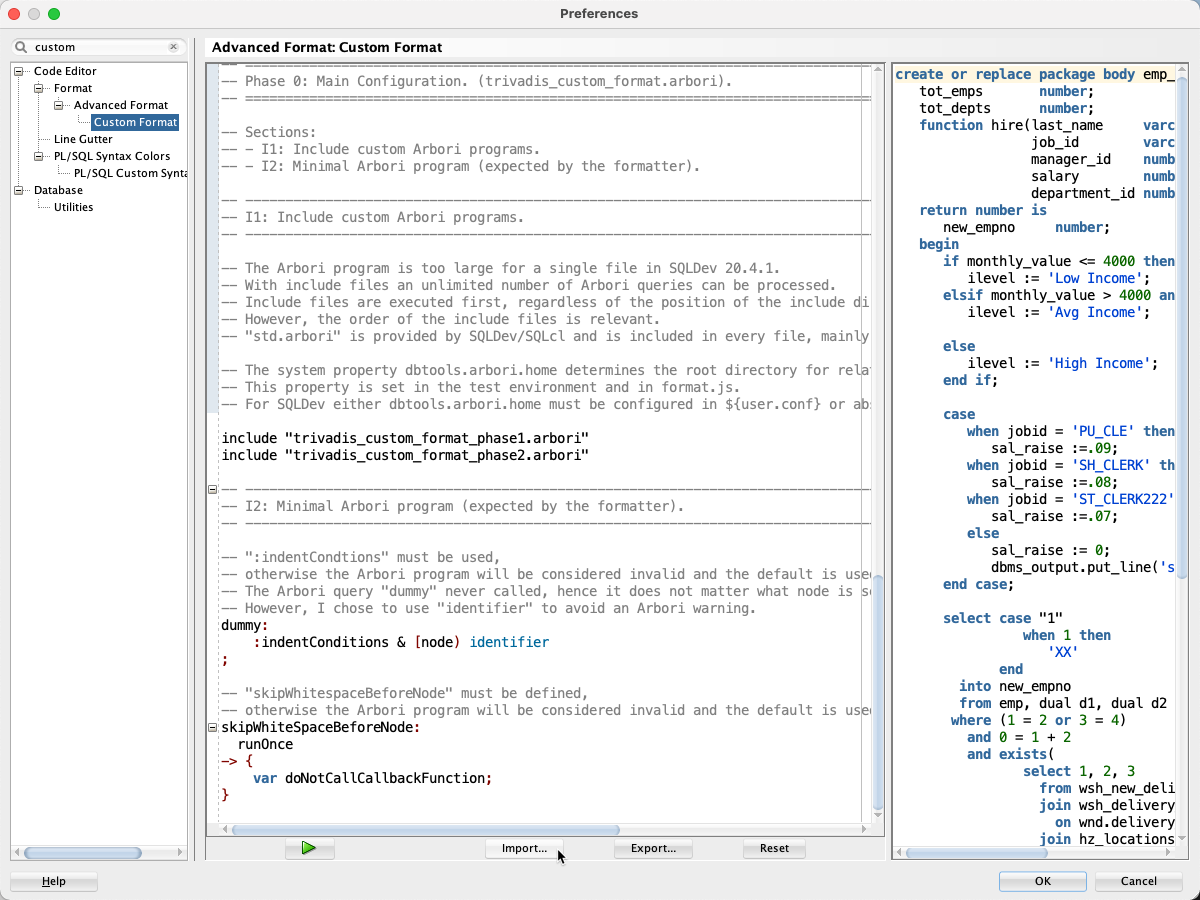 Preferences
custom
Code Editor
Format
Advanced Format
Custom Format
Line Gutter
PL/SQL Syntax Colors
PL/SQL Custom Synta
Database
Utilities
Advanced Format: Custom Format
-- Phase 0: Main Configuration. (trivadis_custom_format.arbori).
-- Sections:
-- - I1: Include custom Arbori programs.
-- - I2: Minimal Arbori program (expected by the formatter).
-- I1: Include custom Arbori programs.
-- The Arbori program is too large for a single file in SQLDev 20.4.1.
-- With include files an unlimited number of Arbori queries can be processed.
-- Include files are executed first, regardless of the position of the include di
-- However, the order of the include files is relevant.
-- "std.arbori" is provided by SQLDev/SQLcl and is included in every file, mainly
-- The system property dbtools.arbori.home determines the root directory for rela
-- This property is set in the test environment and in format.js.
-- For SQLDev either dbtools.arbori.home must be configured in ${user.conf} or abs
include "trivadis_custom_format_phase1.arbori"
include "trivadis_custom_format_phase2.arbori"
-- I2: Minimal Arbori program (expected by the formatter).
-- ":indentCondtions" must be used,
-- otherwise the Arbori program will be considered invalid and the default is used
-- The Arbori query "dummy" never called, hence it does not matter what node is se
-- However, I chose to use "identifier" to avoid an Arbori warning.
dummy:
    :indentConditions & [node) identifier
;
-- "skipWhitespaceBeforeNode" must be defined,
-- otherwise the Arbori program will be considered invalid and the default is used
skipWhiteSpaceBeforeNode:
  runOnce
-> {
    var doNotCallCallbackFunction;
}
create or replace package body emp_
   tot_emps       number;
   tot_depts      number;
   function hire(last_name     varc
                 job_id        varc
                 manager_id    numb
                 salary        numb
                 department_id numb
   return number is
      new_empno     number;
   begin
      if monthly_value <= 4000 then
         ilevel := 'Low Income';
      elsif monthly_value > 4000 an
         ilevel := 'Avg Income';
      else
         ilevel := 'High Income';
      end if;
      case
         when jobid = 'PU_CLE' then
            sal_raise :=.09;
         when jobid = 'SH_CLERK' th
            sal_raise :=.08;
         when jobid = 'ST_CLERK222'
            sal_raise :=.07;
         else
            sal_raise := 0;
            dbms_output.put_line('s
      end case;
      select case "1"
                when 1 then
                   'XX'
             end
        into new_empno
        from emp, dual d1, dual d2
       where (1 = 2 or 3 = 4)
         and 0 = 1 + 2
         and exists(
                select 1, 2, 3
                  from wsh_new_deli
                  join wsh_delivery
                    on wnd.delivery
                  join hz_locations
Import...
Export...
Reset
Help
OK
Cancel